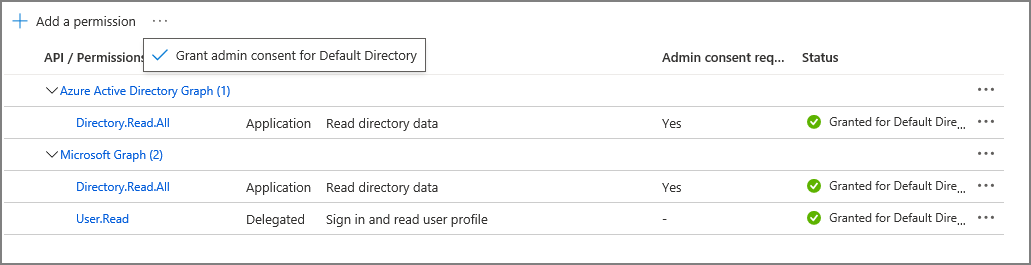 + Add a permission ...
Grant admin consent for Default Directory
API / Permissions Admin consent req... Status
Azure Active Directory Graph (1) ...
Directory.Read.All Application Read directory data Yes Granted for Default Dire... ...
Microsoft Graph (2) ...
Directory.Read.All Application Read directory data Yes Granted for Default Dire... ...
User.Read Delegated Sign in and read user profile - Granted for Default Dire... ...